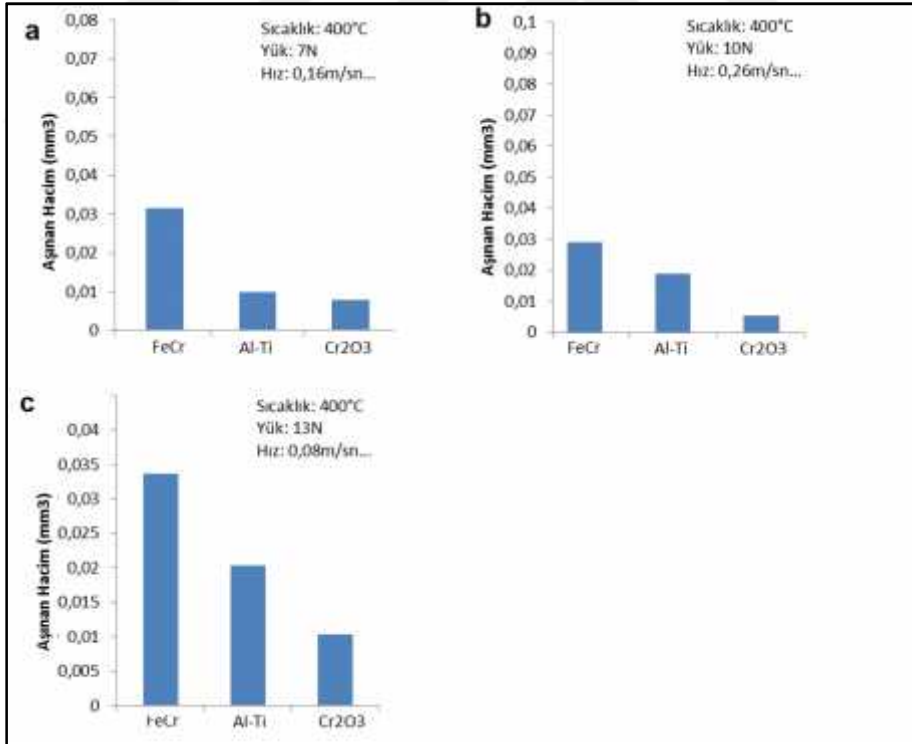 a
Sıcaklık: 400°C
Yük: 7N
Hız: 0,16m/sn...
Aşınan Hacim (mm3)
0,08
0,07
0,06
0,05
0,04
0,03
0,02
0,01
0
FeCr Al-Ti Cr2O3
b
Sıcaklık: 400°C
Yük: 10N
Hız: 0,26m/sn...
Aşınan Hacim (mm3)
0,1
0,09
0,08
0,07
0,06
0,05
0,04
0,03
0,02
0,01
0
FeCr Al-Ti Cr2O3
c
Sıcaklık: 400°C
Yük: 13N
Hız: 0,08m/sn...
Aşınan Hacim (mm3)
0,04
0,035
0,03
0,025
0,02
0,015
0,01
0,005
0
FeCr Al-Ti Cr2O3